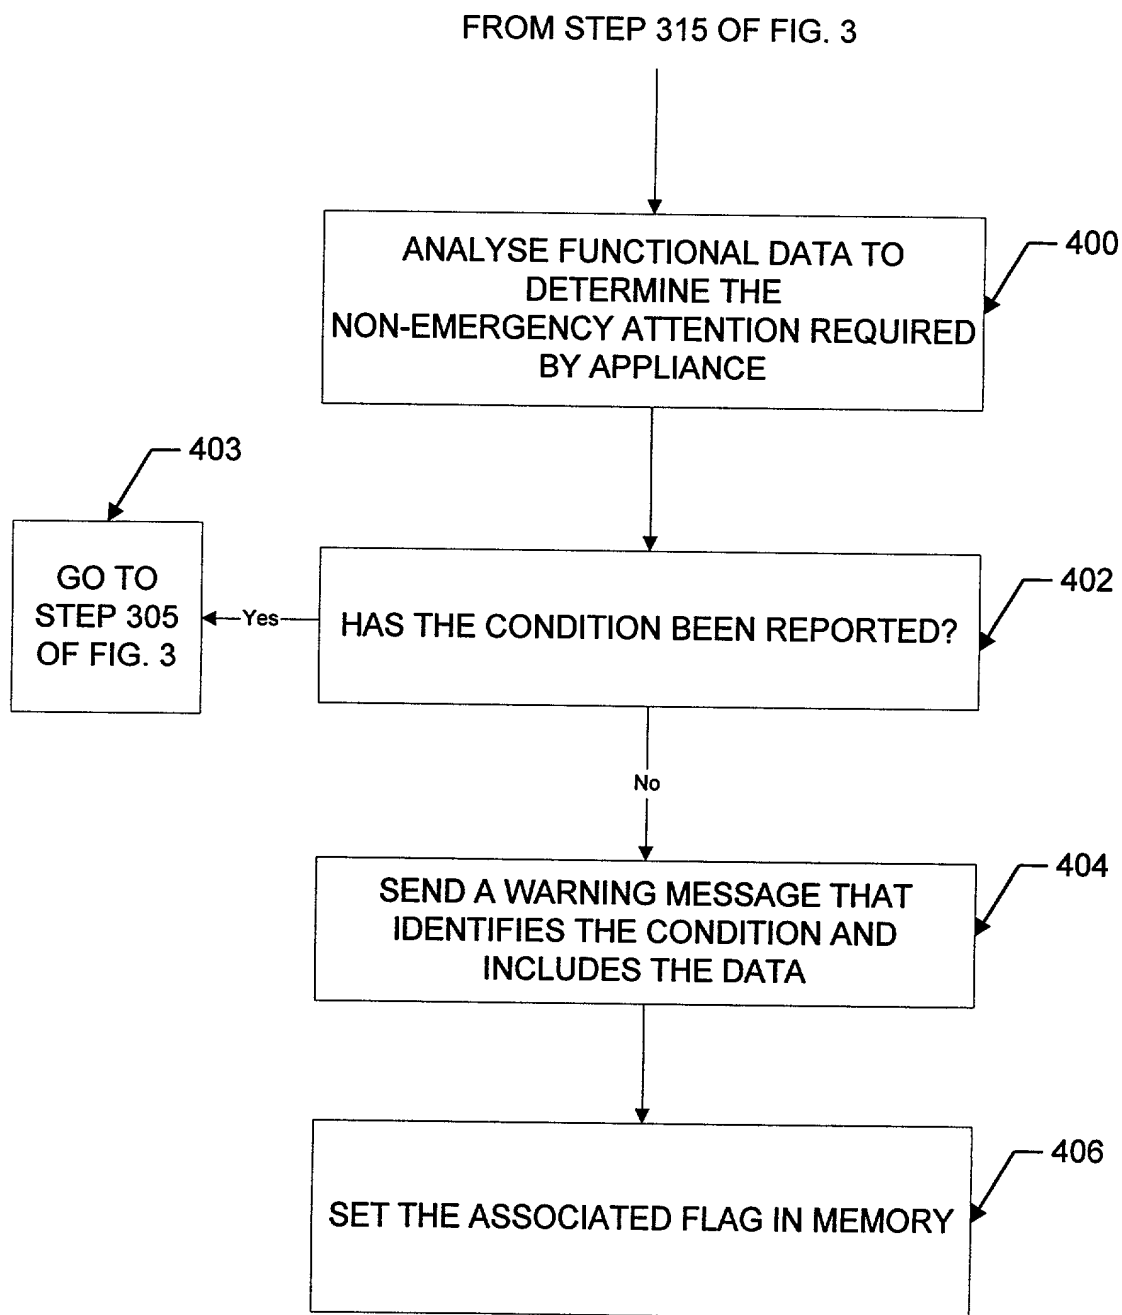 FROM STEP 315 OF FIG. 3
ANALYSE FUNCTIONAL DATA TO
DETERMINE THE
NON-EMERGENCY ATTENTION REQUIRED
BY APPLIANCE
400
403
GO TO
STEP 305
OF FIG. 3
Yes
HAS THE CONDITION BEEN REPORTED?
402
No
SEND A WARNING MESSAGE THAT
IDENTIFIES THE CONDITION AND
INCLUDES THE DATA
404
SET THE ASSOCIATED FLAG IN MEMORY
406